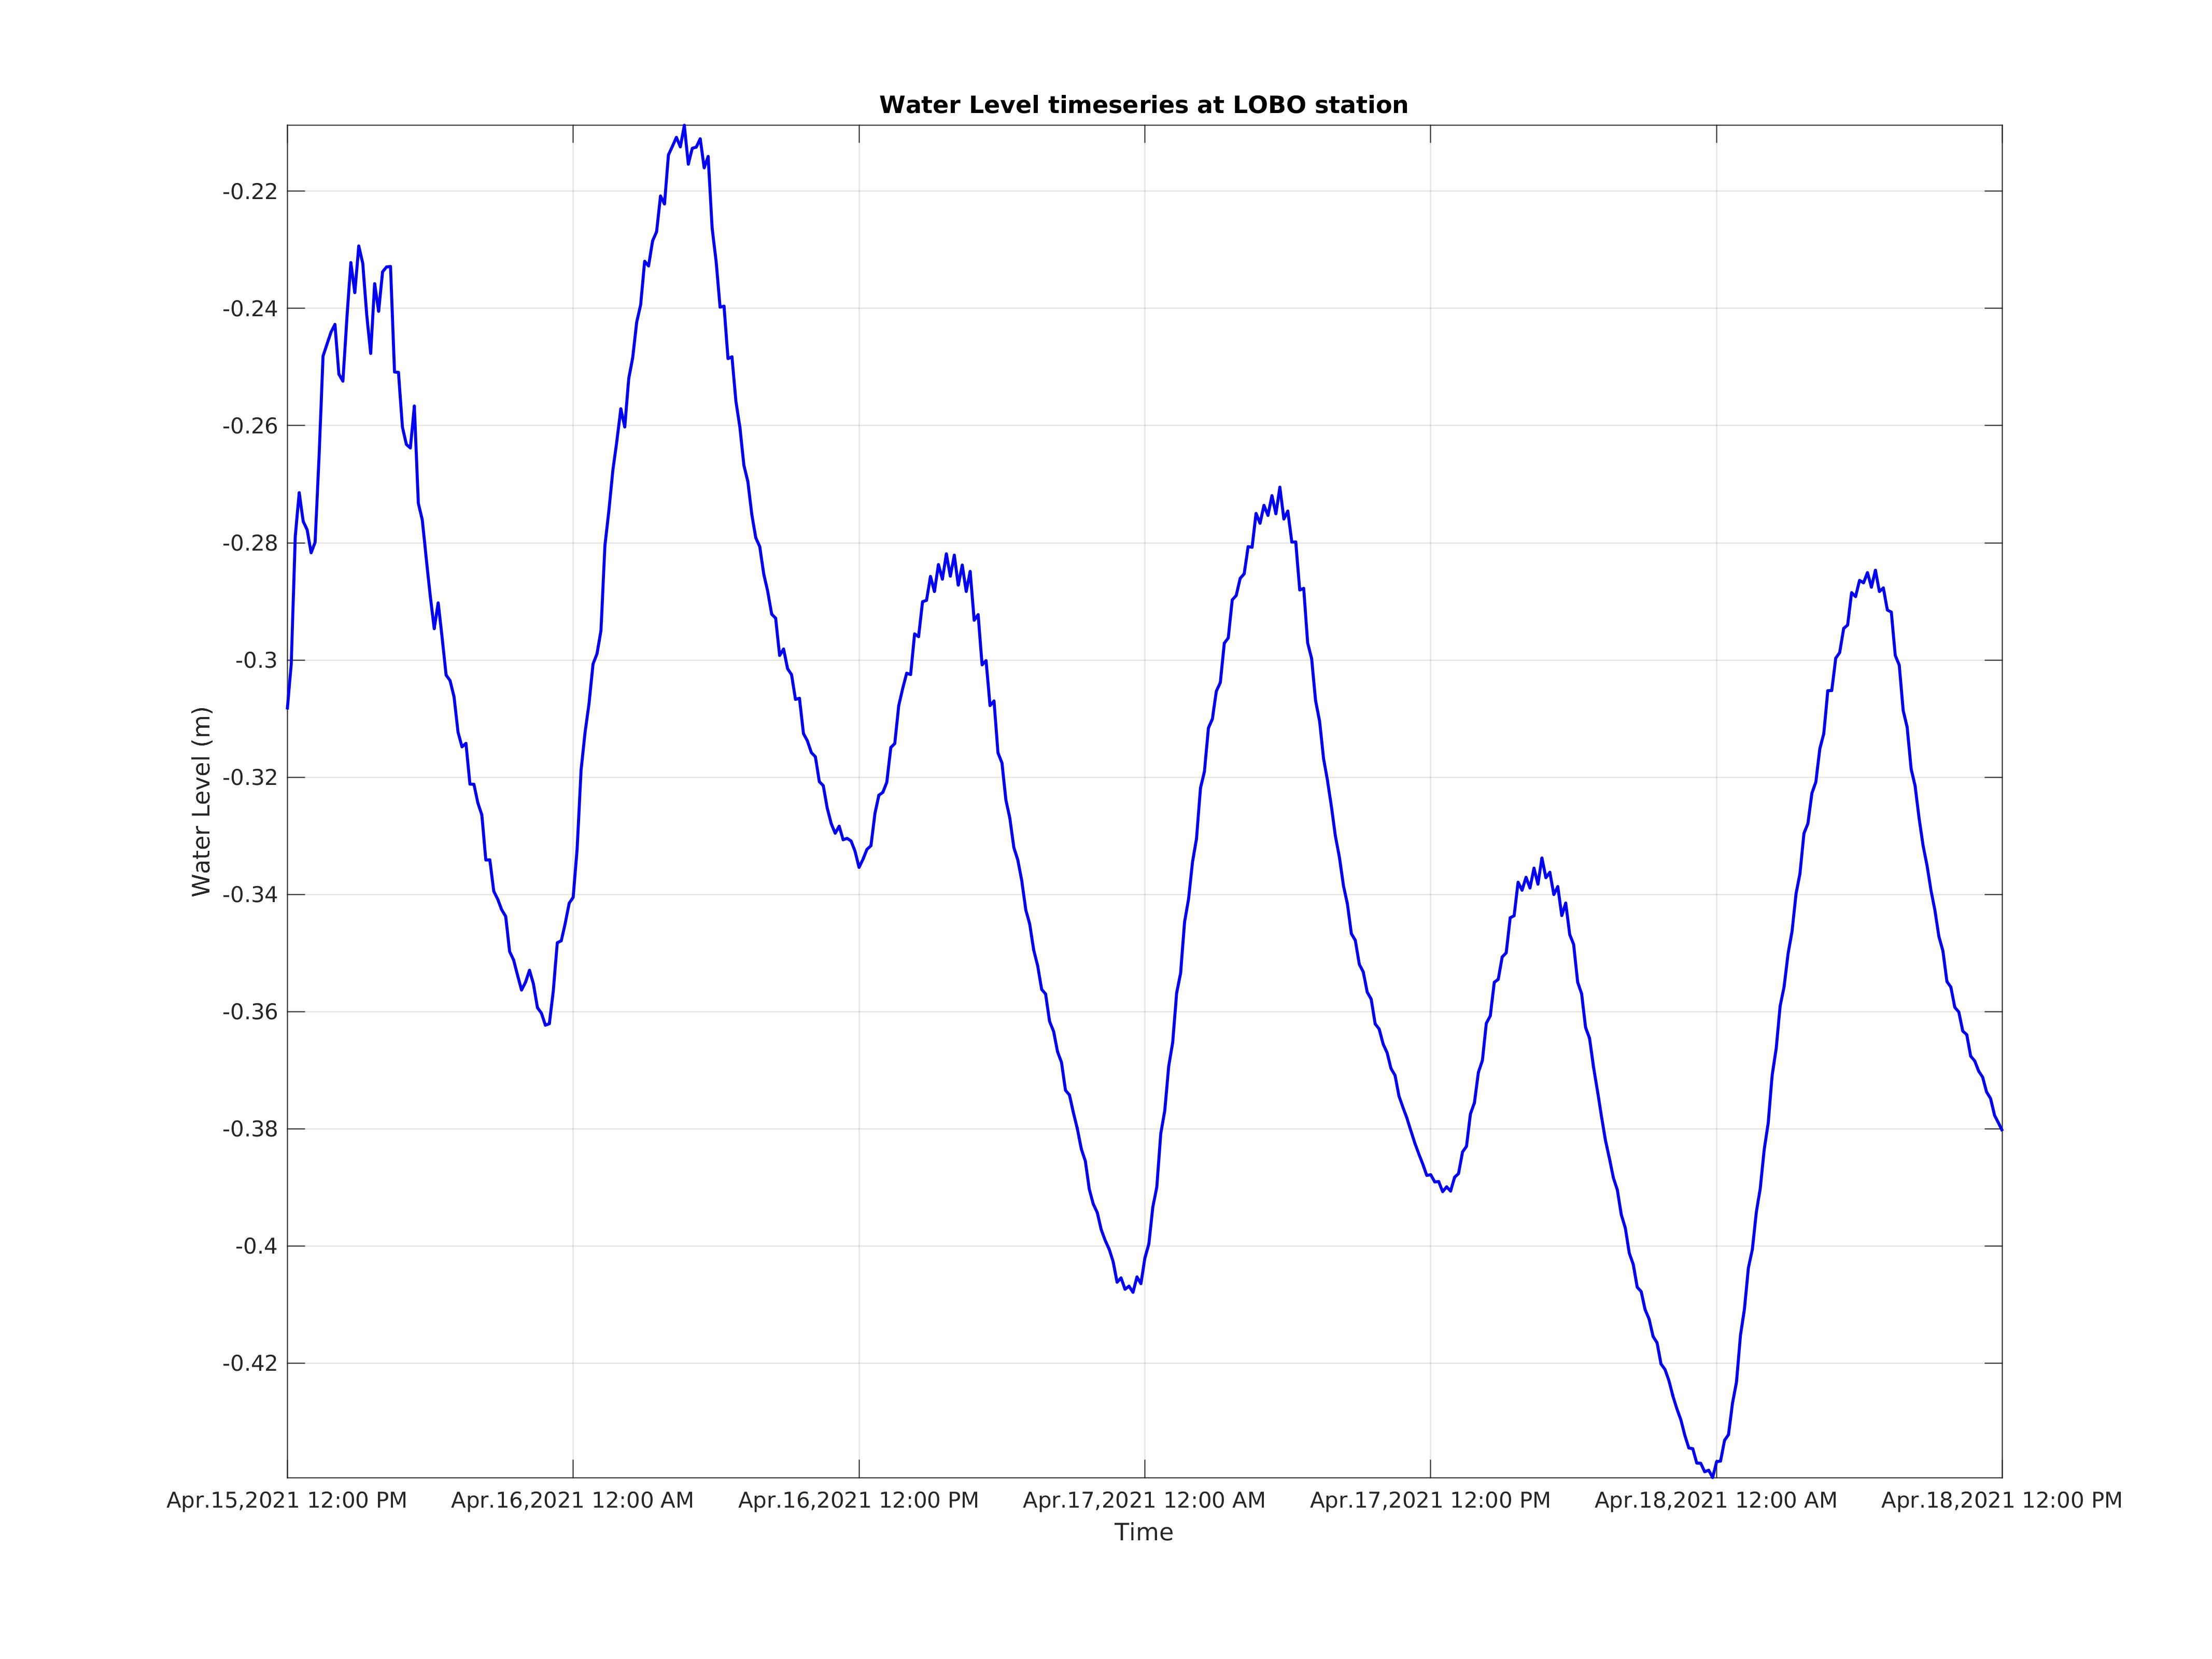 Water Level timeseries at LOBO station
-0.22
-0.24
-0.26
-0.28
-0.3
-0.32
-0.34
-0.36
-0.38
-0.4
-0.42
Water Level (m)
Apr.15,2021 12:00 PM Apr.16,2021 12:00 AM Apr.16,2021 12:00 PM Apr.17,2021 12:00 AM Apr.17,2021 12:00 PM Apr.18,2021 12:00 AM Apr.18,2021 12:00 PM
Time